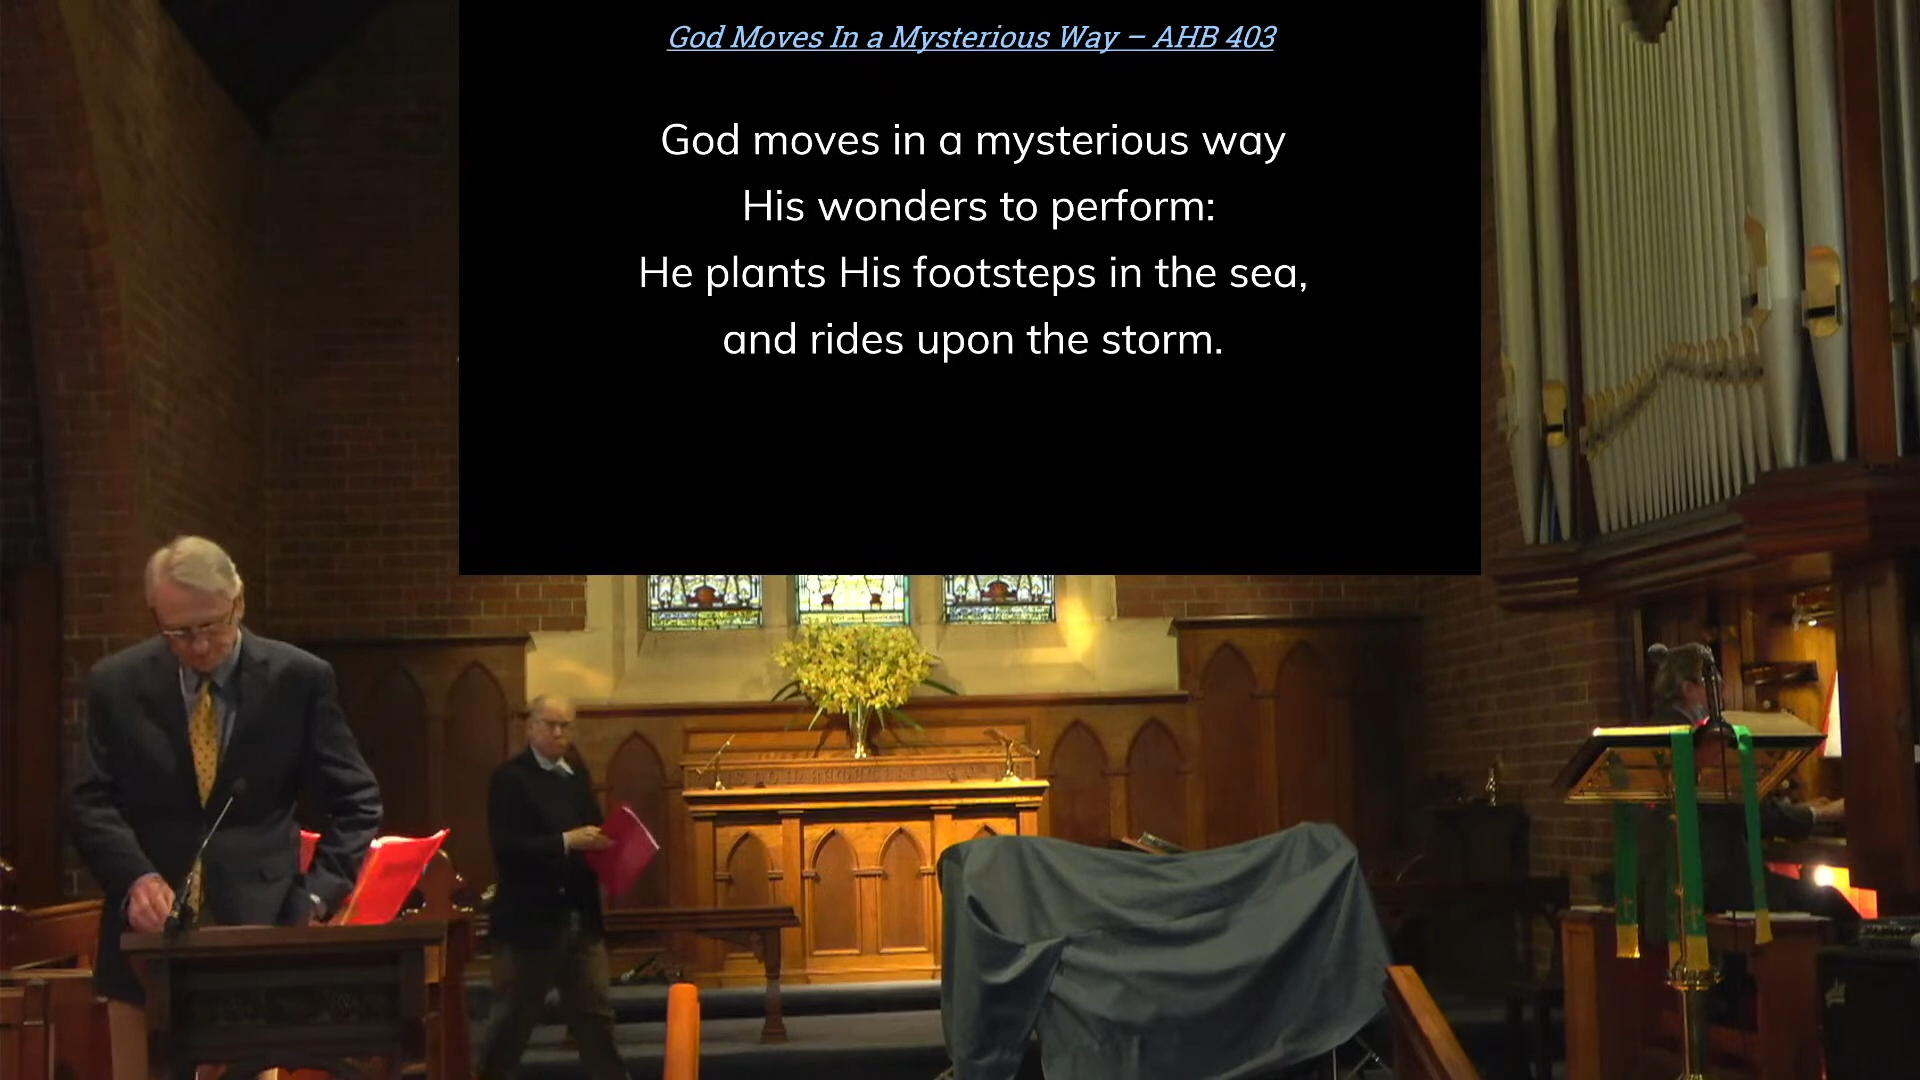 God Moves In a Mysterious Way – AHB 403
God moves in a mysterious way
His wonders to perform:
He plants His footsteps in the sea,
and rides upon the storm.